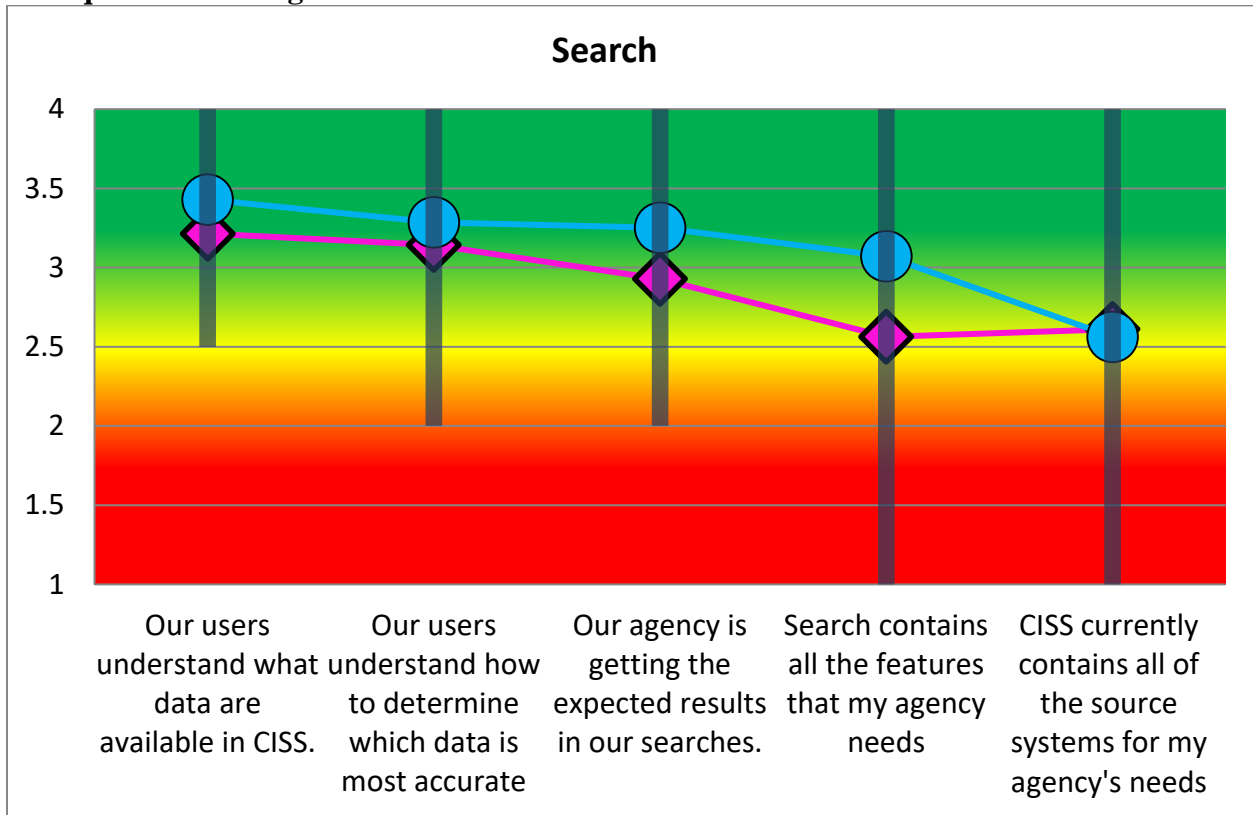 Search
4
3.5
3
2.5
2
1.5
1
Our users
understand what
data are
available in CISS.
Our users
understand how
to determine
which data is
most accurate
Our agency is
getting the
expected results
in our searches.
Search contains
all the features
that my agency
needs
CISS currently
contains all of
the source
systems for my
agency's needs